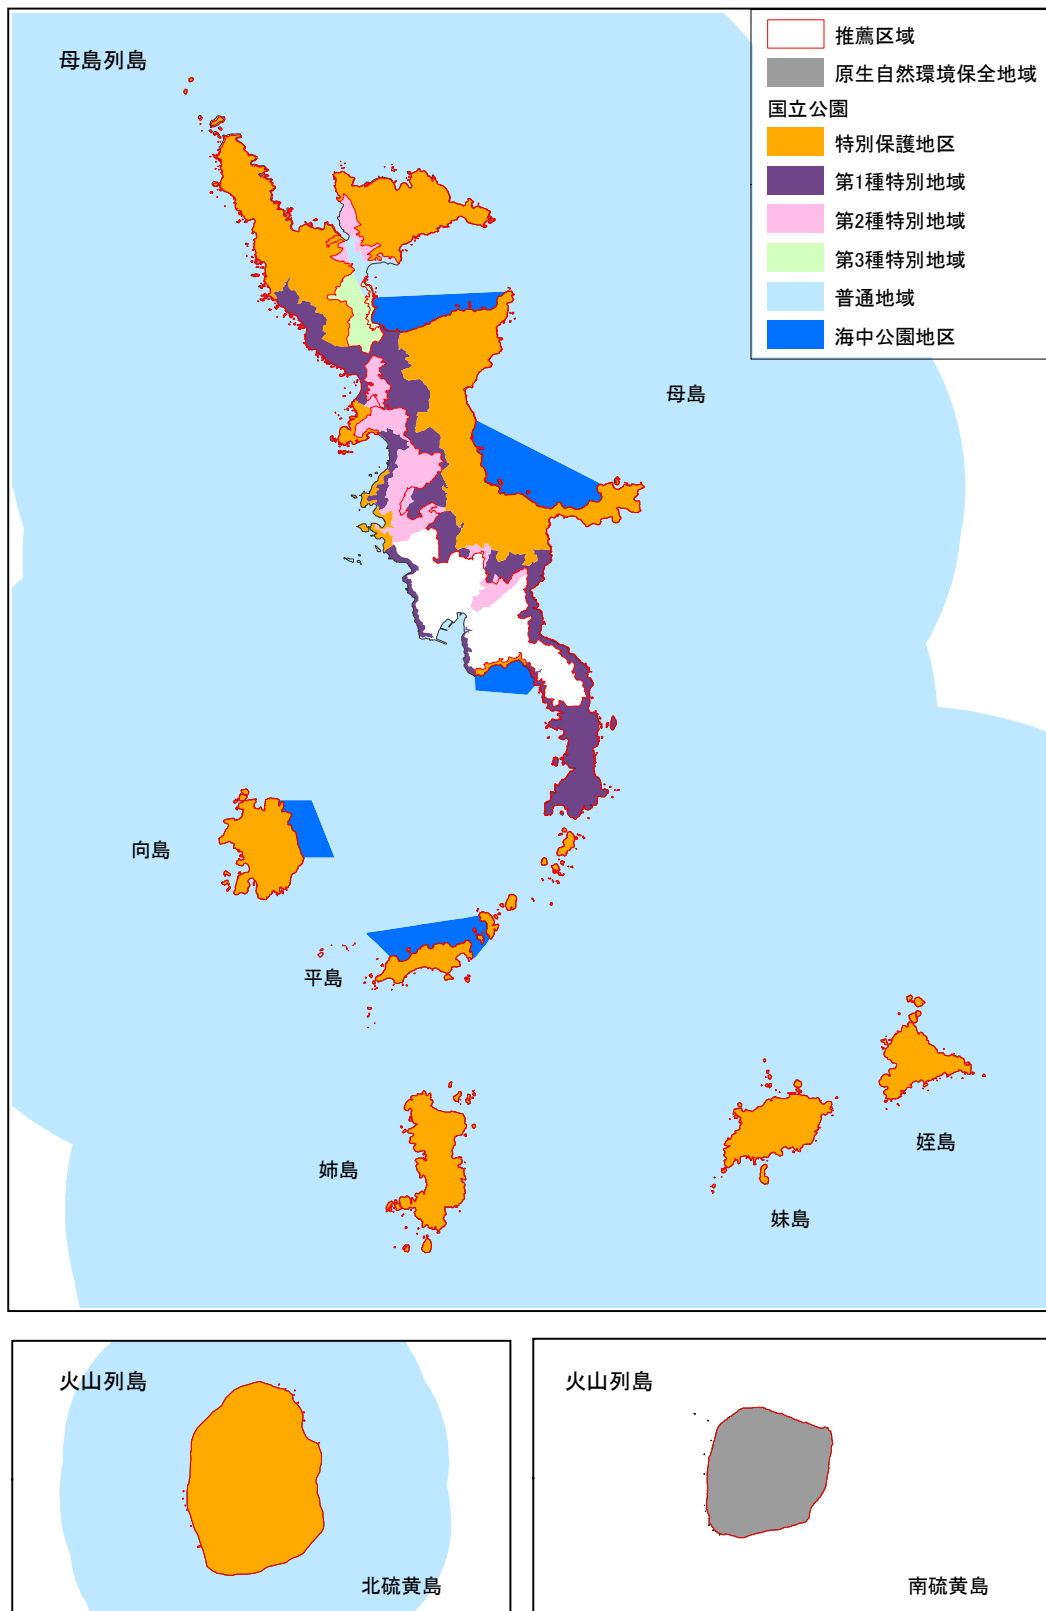 母島列島
推薦区域
原生自然環境保全地域
国立公園
特別保護地区
第1種特別地域
第2種特別地域
第3種特別地域
普通地域
海中公園地区
母島
向島
平島
姉島
妹島
姪島
火山列島
北硫黄島
火山列島
南硫黄島